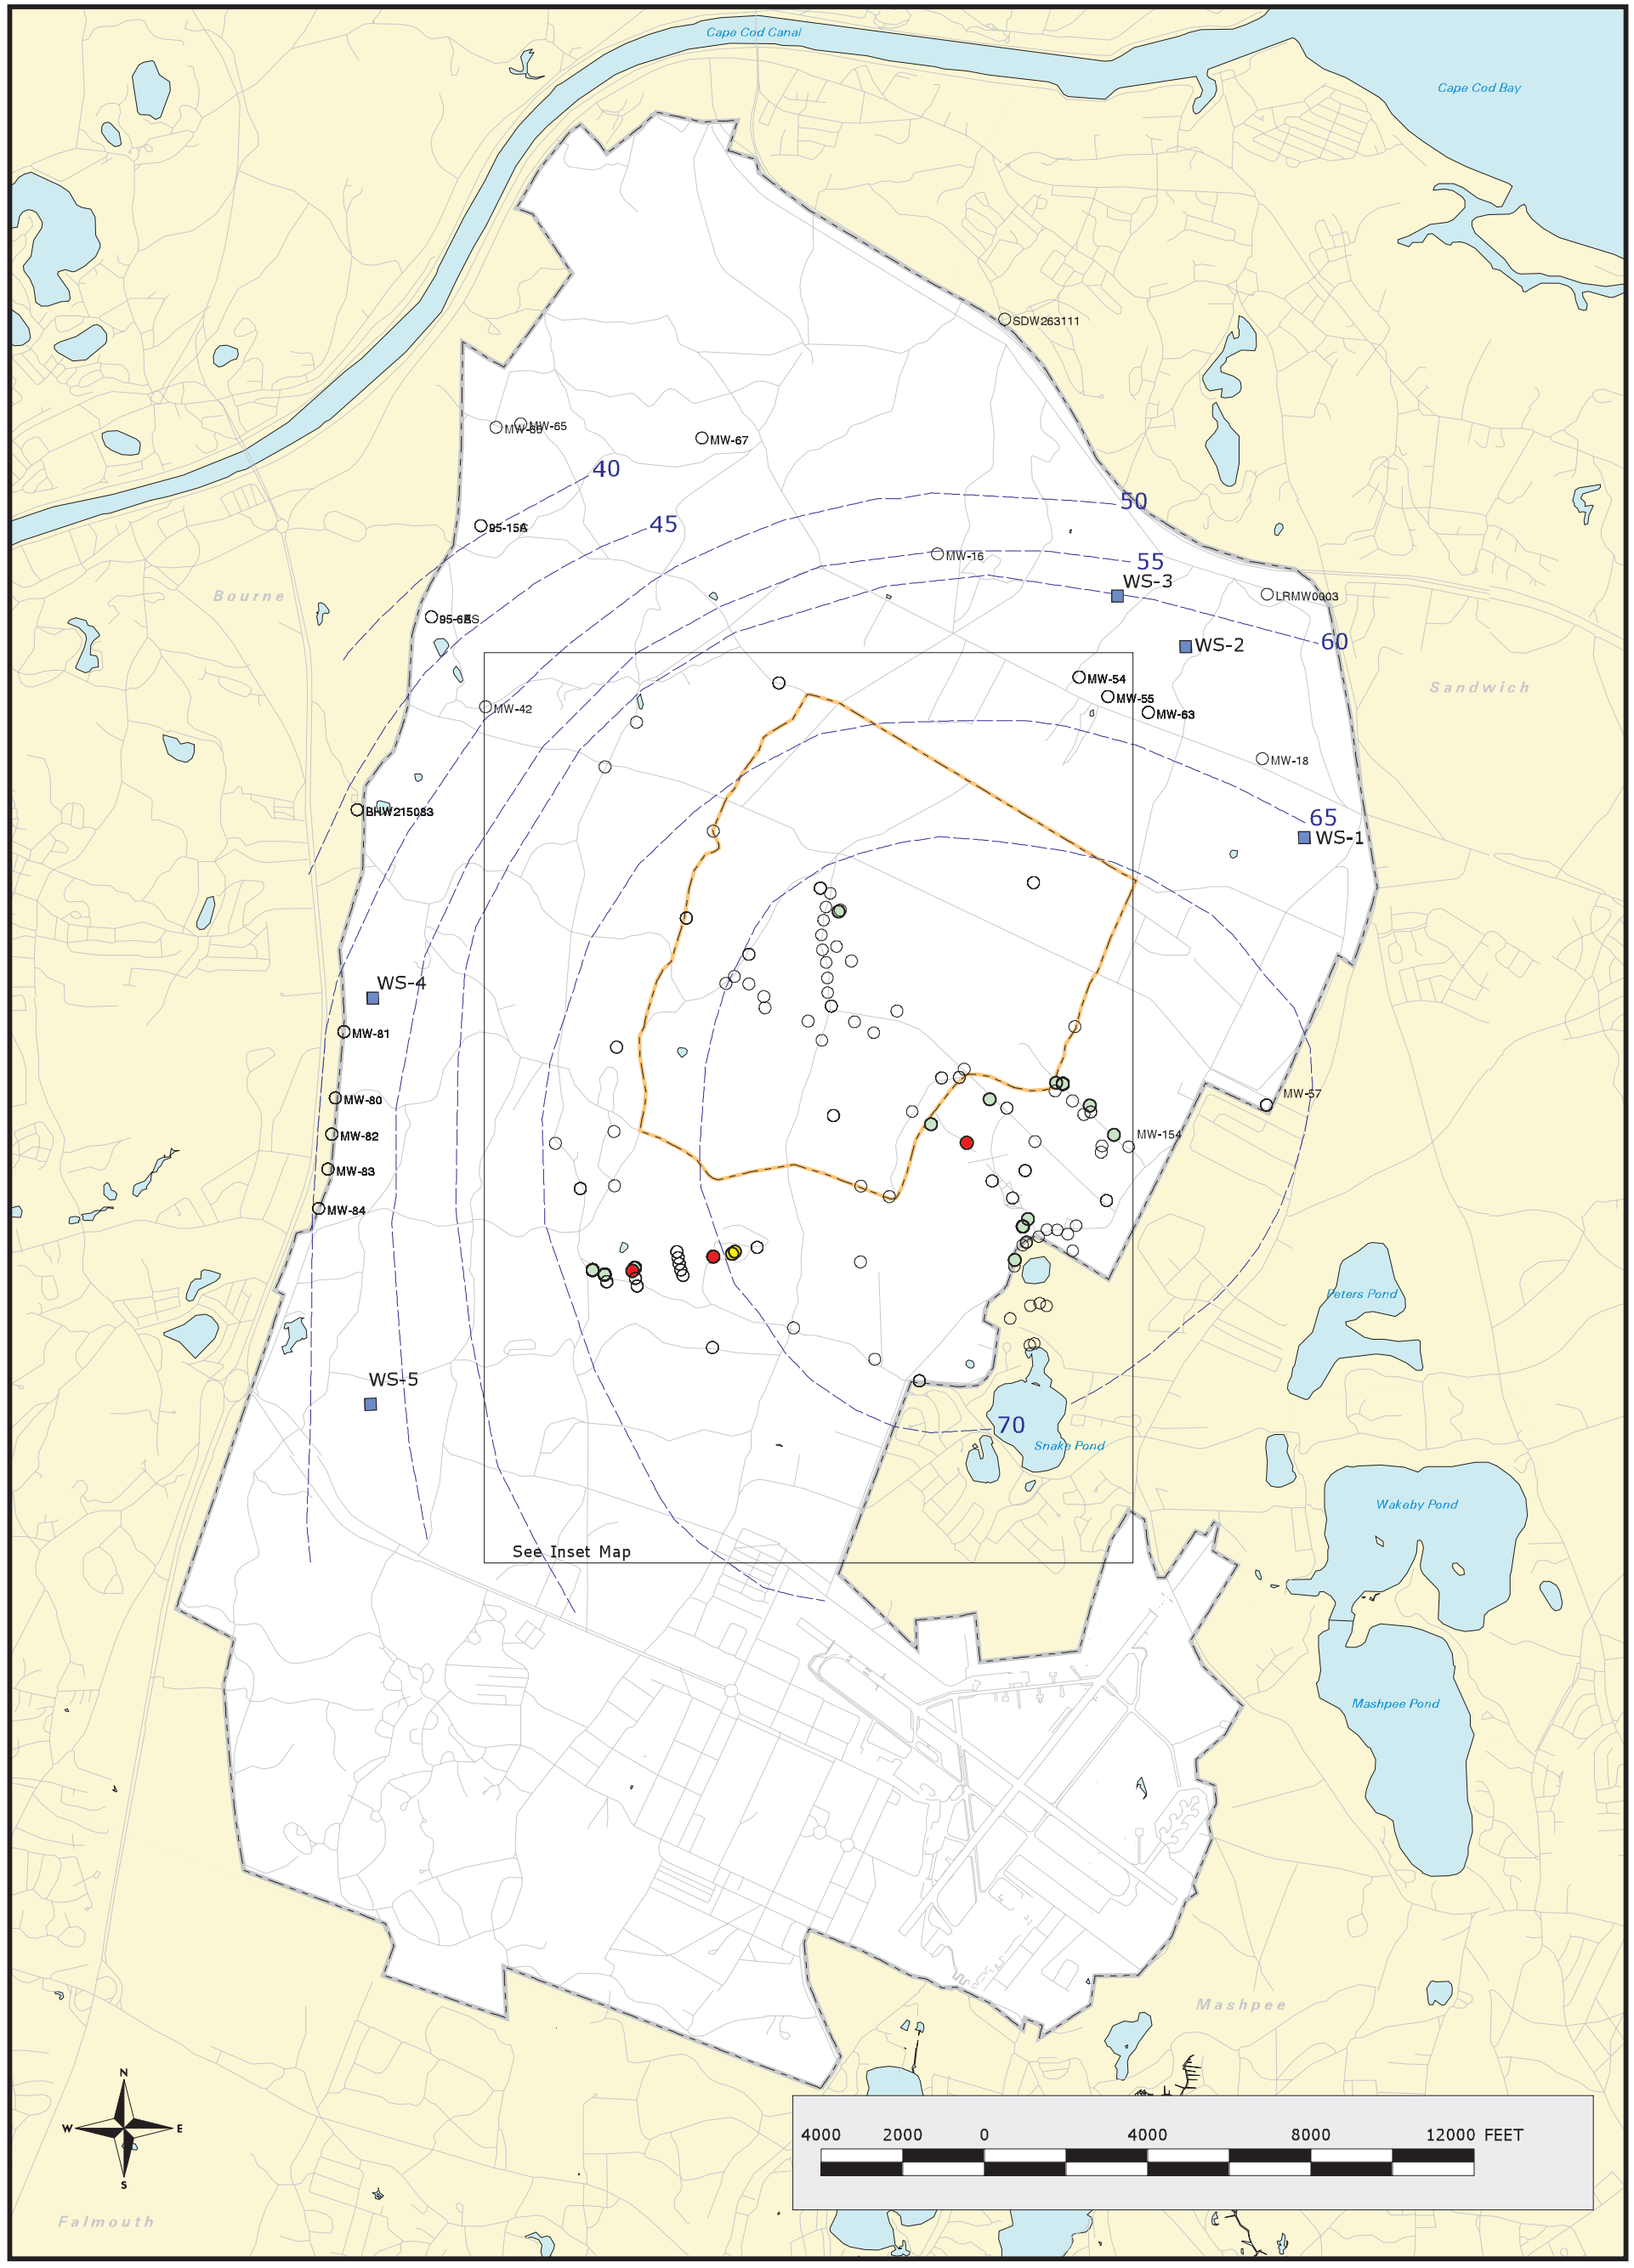 Cape Cod Canal
Cape Cod Bay
SDW263111
MW-65
MW-67
40
50
45
95-15A
MW-16
55
WS-3
Bourne
LRMW0003
60
WS-2
MW-54
Sandwich
MW-55
MW-42
MW-63
MW-18
BHW215083
65
WS-1
WS-4
MW-81
MW-57
MW-80
MW-82
MW-154
MW-83
MW-84
Peters Pond
WS-5
70
Snake Pond
Wakeby Pond
See Inset Map
Mashpee Pond
Mashpee
N
W E
S
4000 2000 0 4000 8000 12000 FEET
Falmouth